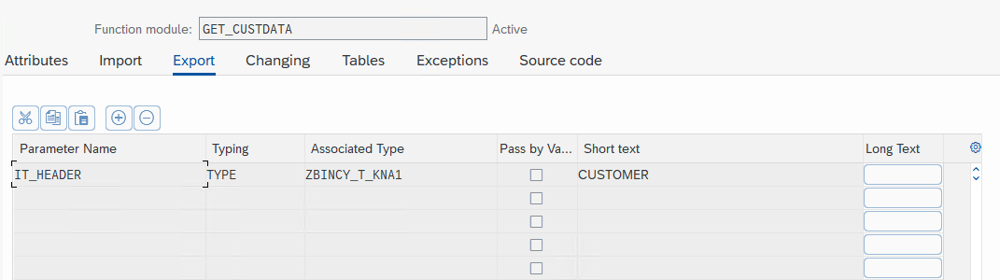 Function module: GET_CUSTDATA Active
Attributes Import Export Changing Tables Exceptions Source code
Parameter Name Typing Associated Type Pass by Va... Short text Long Text
IT_HEADER TYPE ZBINCY_T_KNA1 CUSTOMER